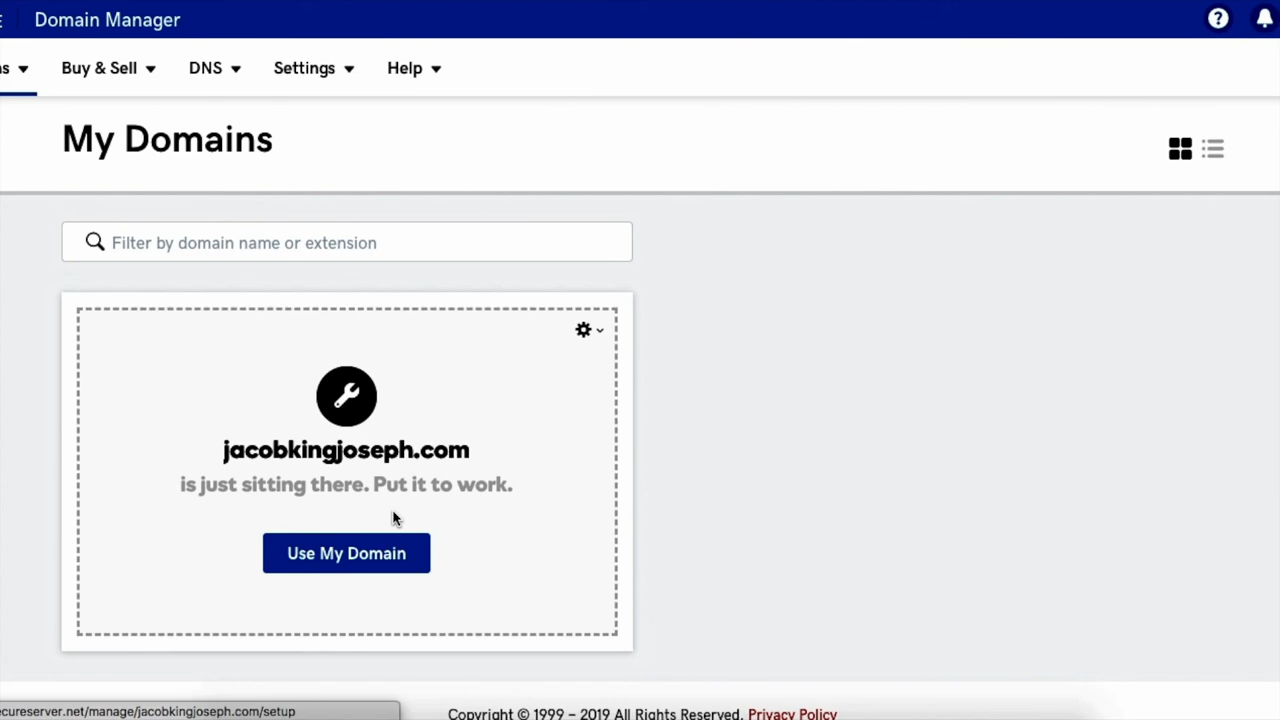 Domain Manager
Buy & Sell DNS Settings Help
My Domains
Filter by domain name or extension
jacobkingjoseph.com
is just sitting there. Put it to work.
Use My Domain
ecureserver.net/manage/jacobkingjoseph.com/setup
Copyright © 1999 – 2019 All Rights Reserved. Privacy Policy